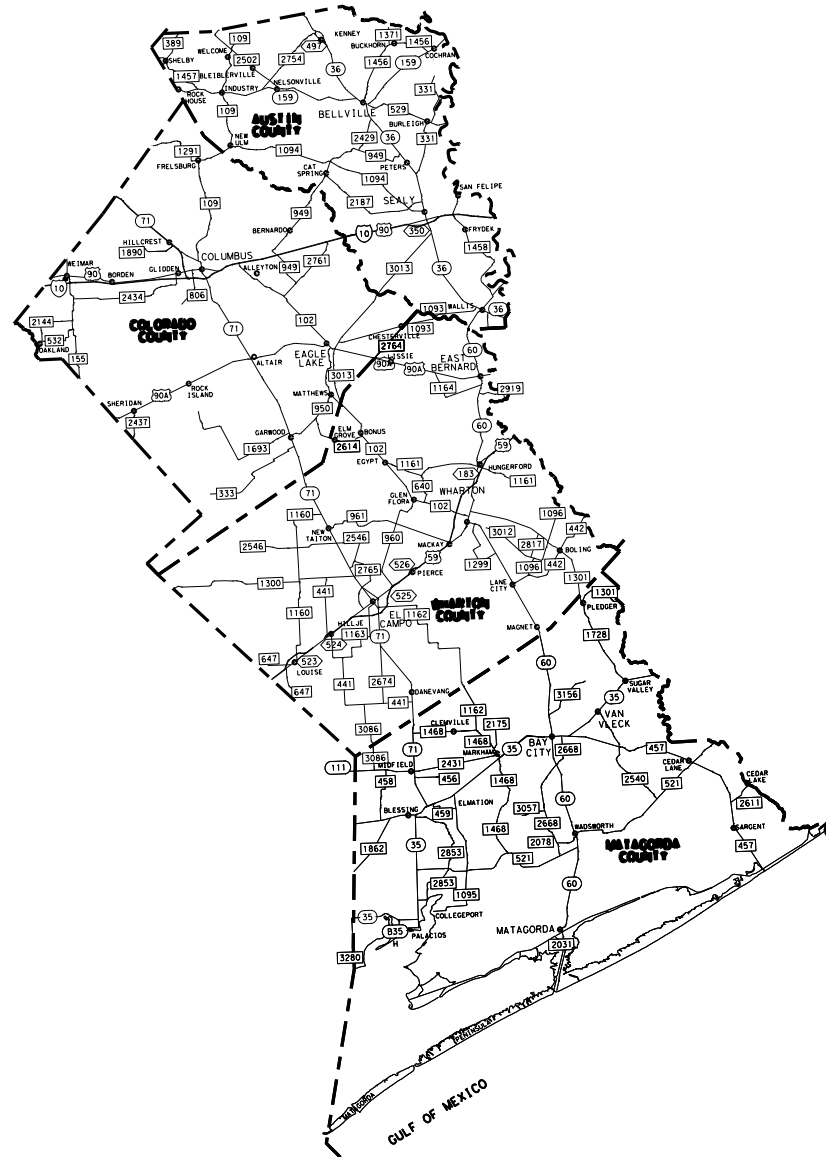 389
109
KENNEY
1371
WELCOME
497
BUCKHORN
1456
SHELBY
2502
2754
COCHRAN
36
1456
159
1457
BLEIBLERVILLE
ROCK
HOUSE
INDUSTRY
NELSONVILLE
159
331
109
AUSTIN
COUNTY
BELLVILLE
529
BURLEIGH
NEW
ULM
2429
36
331
1291
1094
949
FRELSBURG
CAT
SPRING
PETERS
1094
109
2187
SEALY
SAN FELIPE
71
949
BERNARDO
10
90
350
FRYDEK
HILLCREST
1890
1458
COLUMBUS
2761
WEIMAR
90
GLIDDEN
949
3013
36
BORDEN
ALLEYTON
10
2434
806
1093
WALLIS
36
2144
COLORADO
COUNTY
71
102
CHESTERVILLE
1093
532
2764
60
OAKLAND
155
EAGLE
LAKE
LISSIE
EAST
BERNARD
ALTAIR
90A
90A
3013
90A
ROCK
ISLAND
1164
2919
SHERIDAN
MATTHEWS
2437
950
60
GARWOOD
ELM
GROVE
BONUS
1693
2614
102
59
EGYPT
1161
183
HUNGERFORD
640
1161
333
71
GLEN
FLORA
WHARTON
102
1160
961
1096
NEW
TAITON
3012
442
2546
960
2817
2546
MACKAY
BOLING
59
1299
442
526
1096
2765
PIERCE
1301
1300
441
LANE
CITY
1301
525
WHARTON
COUNTY
PLEDGER
1160
EL
CAMPO
1162
HILLJE
1163
MAGNET
1728
524
71
60
647
523
LOUISE
441
2674
SUGAR
VALLEY
647
441
DANEVANG
3156
35
1162
VAN
VLECK
3086
CLEMVILLE
2175
1468
1468
BAY
CITY
71
35
2668
457
3086
MARKHAM
111
MIDFIELD
2431
CEDAR
LANE
458
456
1468
2540
521
CEDAR
LAKE
60
ELMATON
3057
2611
BLESSING
459
2668
WADSWORTH
SARGENT
1468
35
2078
MATAGORDA
COUNTY
457
1862
2853
521
2853
60
1095
35
COLLEGEPORT
B35
PALACIOS
MATAGORDA
H
2031
3280
PENINSULA
MATAGORDA
GULF OF MEXICO